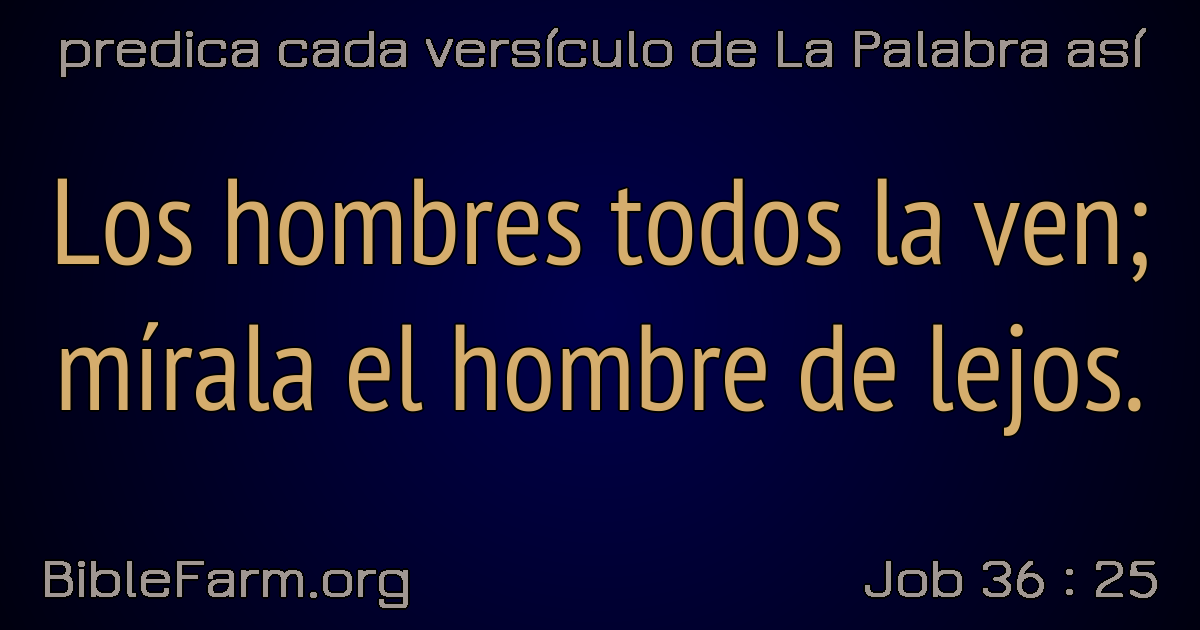 predica cada versículo de La Palabra así
Los hombres todos la ven;
mírala el hombre de lejos.
BibleFarm.org
Job 36 : 25